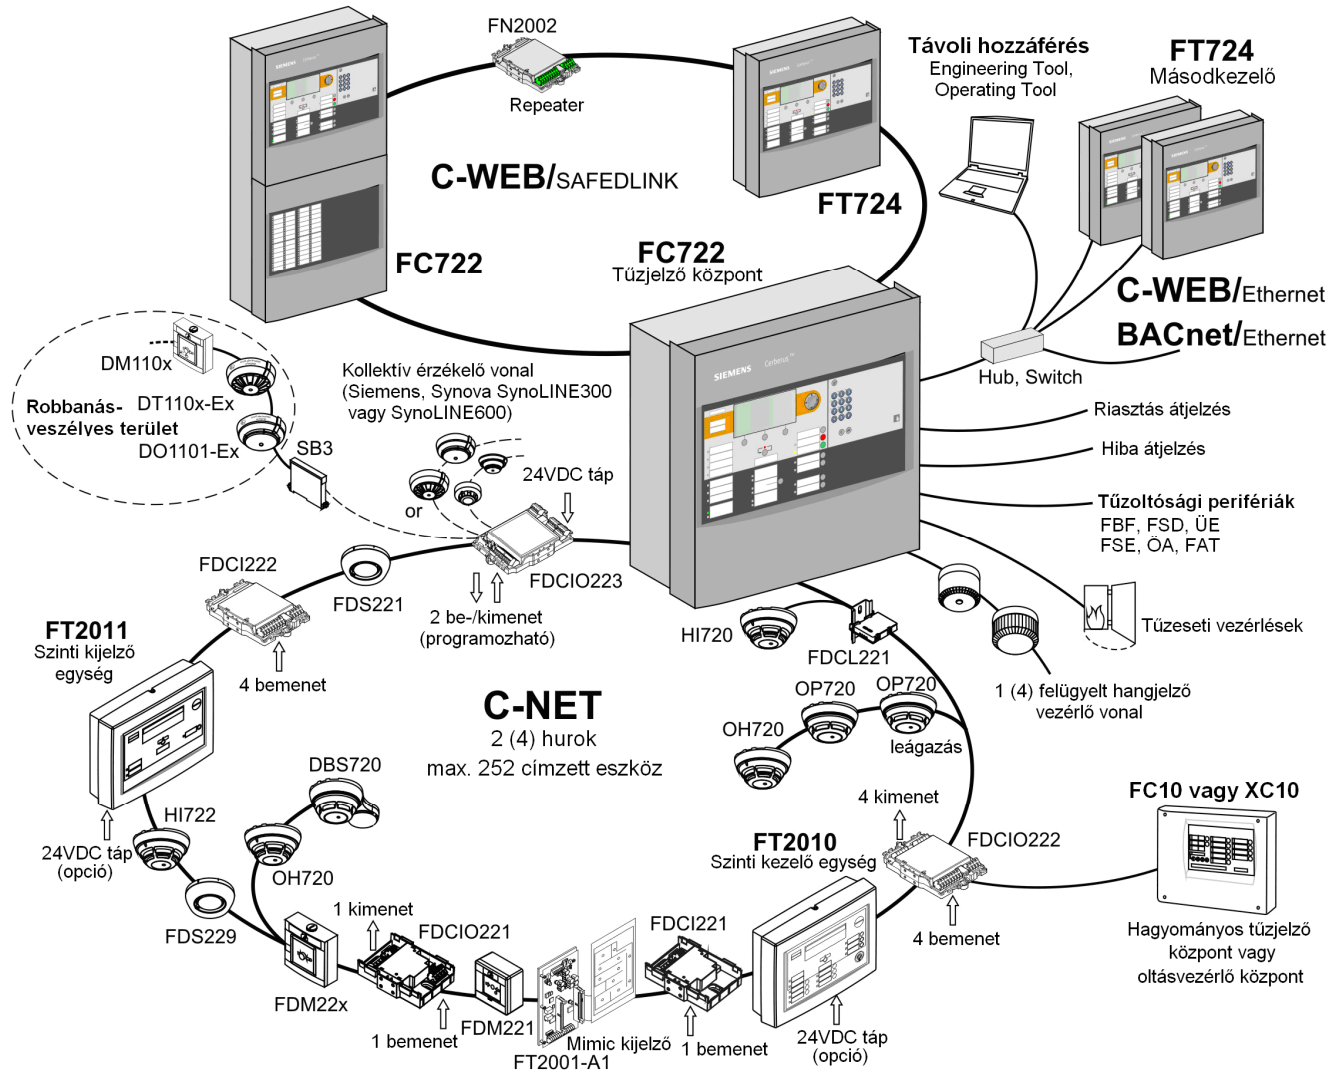 FN2002
Repeater
Távoli hozzáférés
Engineering Tool,
Operating Tool
FT724
Másodkezelő
SIEMENS
C-WEB/SAFEDLINK
FT724
FC722
FC722
Tűzjelző központ
C-WEB/Ethernet
BACnet/Ethernet
Hub, Switch
DM110x
DT110x-Ex
Robbanás-
veszélyes terület
DO1101-Ex
SB3
Kollektív érzékelő vonal
(Siemens, Synova SynoLINE300
vagy SynoLINE600)
or
24VDC táp
SIEMENS
Cerberus
Riasztás átjelzés
Hiba átjelzés
Tűzoltósági perifériák
FBF, FSD, ÜE
FSE, ÖA, FAT
FDCI222
FDS221
FDCIO223
2 be-/kimenet
(programozható)
4 bemenet
FT2011
Szinti kijelző
egység
HI720
FDCL221
Tűzeseti vezérlések
1 (4) felügyelt hangjelző
vezérlő vonal
C-NET
2 (4) hurok
max. 252 címzett eszköz
OP720
OP720
OH720
leágazás
DBS720
HI722
24VDC táp
(opció)
OH720
FDS229
FDM22x
1 kimenet
FDCIO221
1 bemenet
FDM221
FT2001-A1
Mimic kijelző
FDCI221
1 bemenet
FT2010
Szinti kezelő egység
24VDC táp
(opció)
4 kimenet
FDCIO222
4 bemenet
FC10 vagy XC10
Hagyományos tűzjelző
központ vagy
oltásvezérlő központ